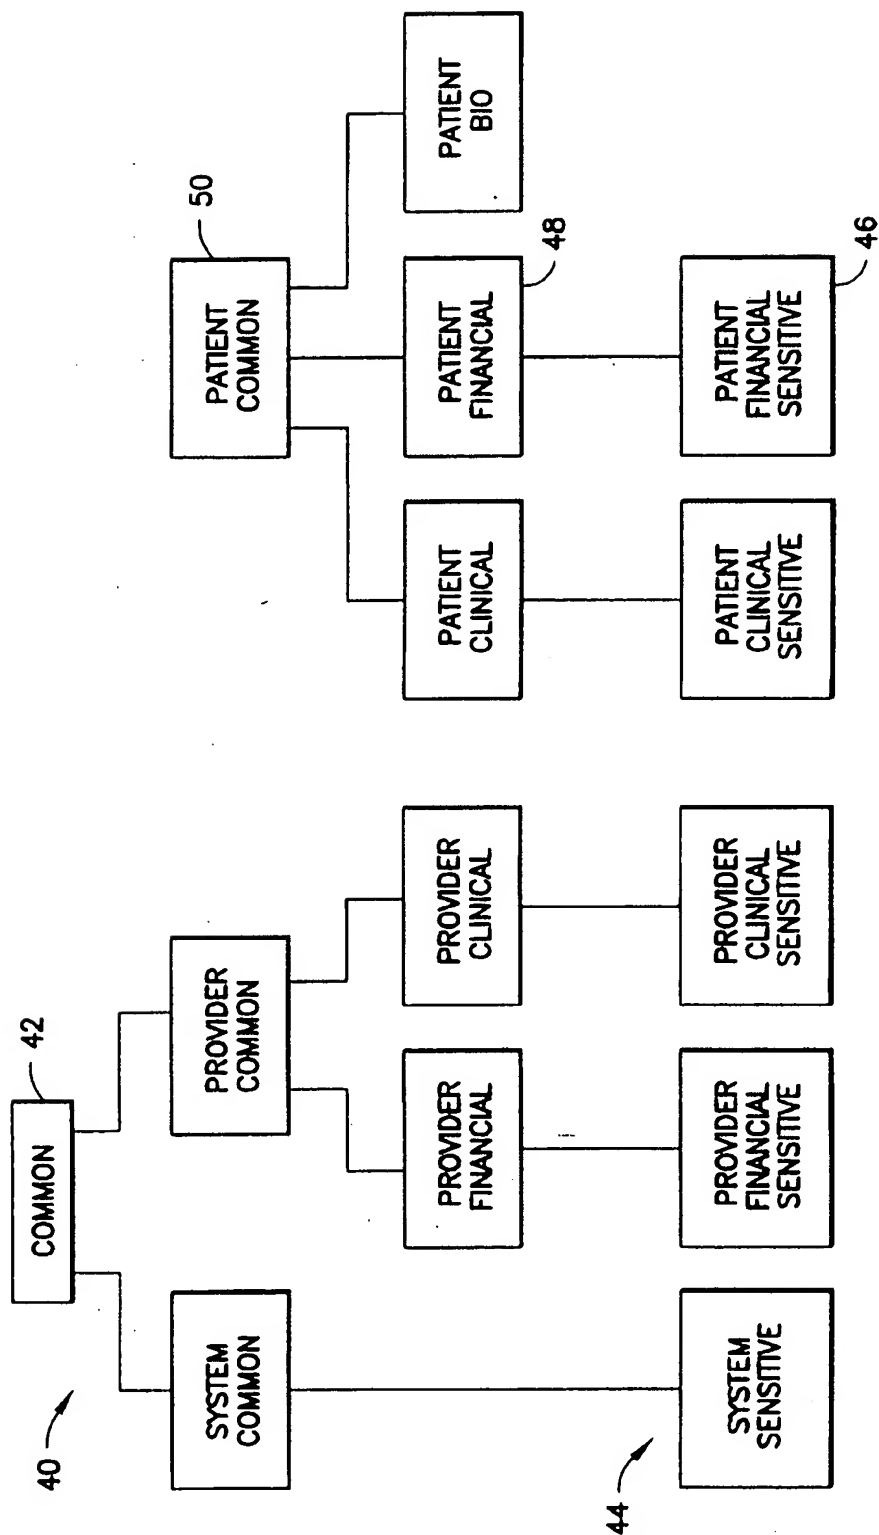 40
COMMON
42
SYSTEM
COMMON
PROVIDER
COMMON
PATIENT
COMMON
50
PROVIDER
FINANCIAL
PROVIDER
CLINICAL
PATIENT
CLINICAL
PATIENT
FINANCIAL
48
PATIENT
BIO
44
SYSTEM
SENSITIVE
PROVIDER
FINANCIAL
SENSITIVE
PROVIDER
CLINICAL
SENSITIVE
PATIENT
CLINICAL
SENSITIVE
PATIENT
FINANCIAL
SENSITIVE
46